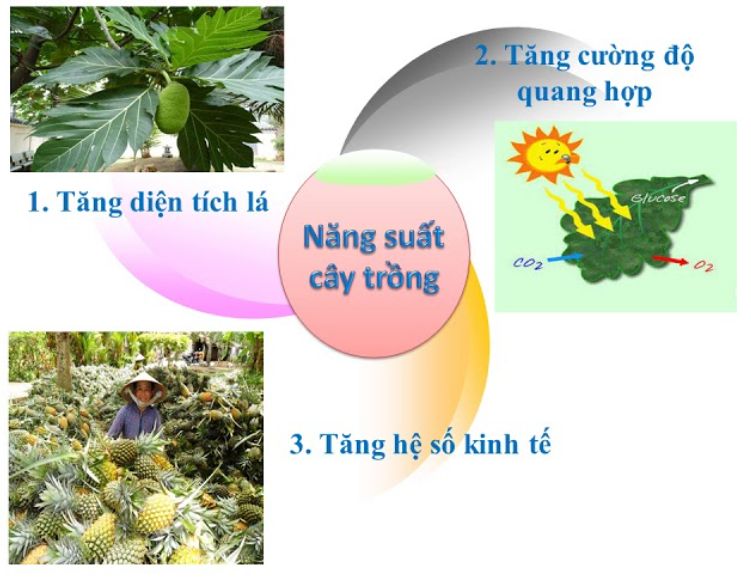 2. Tăng cường độ
quang hợp
1. Tăng diện tích lá
Năng suất
cây trồng
Glucose
CO2
O2
3. Tăng hệ số kinh tế